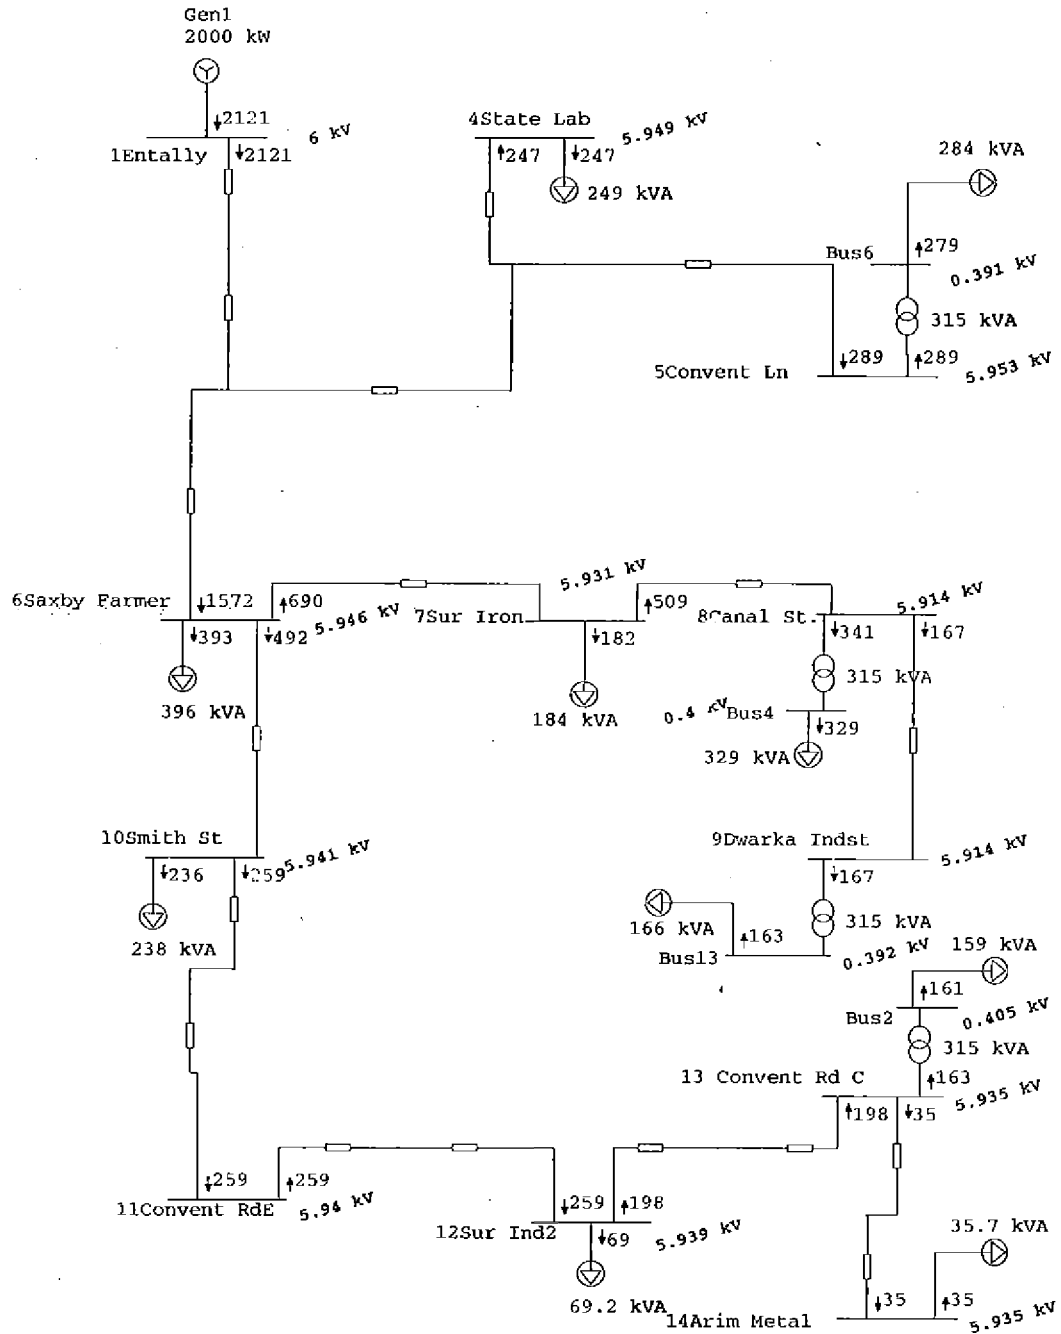 Gen1
2000 kW
2121
6 kV
1Entally
2121
4State Lab
5.949 kV
247
247
249 kVA
284 kVA
Bus6
279
0.391 kV
315 kVA
289
289
5Convent Ln
5.953 kV
6Saxby Farmer
1572
690
5.946 kV
393
492
396 kVA
5.931 kV
7Sur Iron
509
182
184 kVA
5.914 kV
8Canal St.
341
167
315 kVA
0.4 kV
Bus4
329
329 kVA
10Smith St
5.941 kV
236
259
238 kVA
9Dwarka Indst
5.914 kV
167
315 kVA
166 kVA
163
Bus13
0.392 kV
159 kVA
161
Bus2
0.405 kV
315 kVA
13 Convent Rd C
163
5.935 kV
198
35
259
259
11Convent RdE
5.94 kV
259
198
12Sur Ind2
69
5.939 kV
69.2 kVA
35.7 kVA
35
35
14Arim Metal
5.935 kV